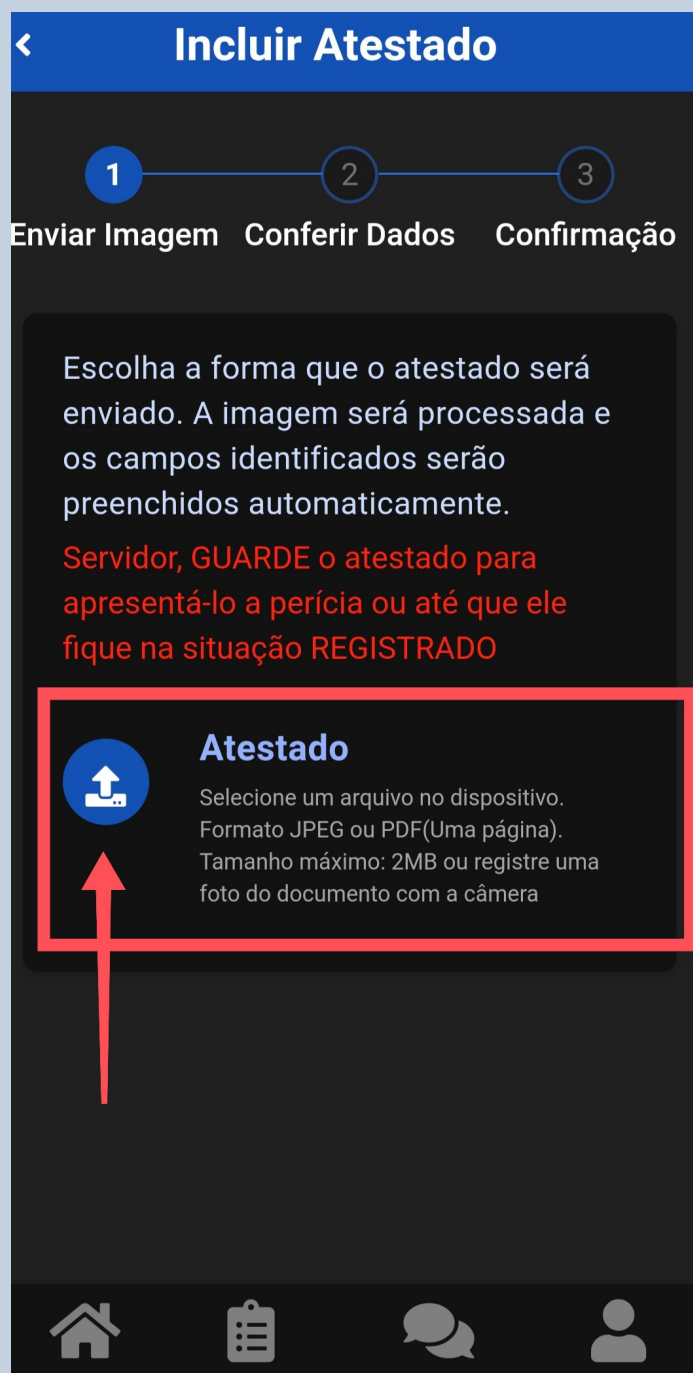 Incluir Atestado
1 2 3
Enviar Imagem Conferir Dados Confirmação
Escolha a forma que o atestado será
enviado. A imagem será processada e
os campos identificados serão
preenchidos automaticamente.
Servidor, GUARDE o atestado para
apresentá-lo a perícia ou até que ele
fique na situação REGISTRADO
Atestado
Selecione um arquivo no dispositivo.
Formato JPEG ou PDF(Uma página).
Tamanho máximo: 2MB ou registre uma
foto do documento com a câmera